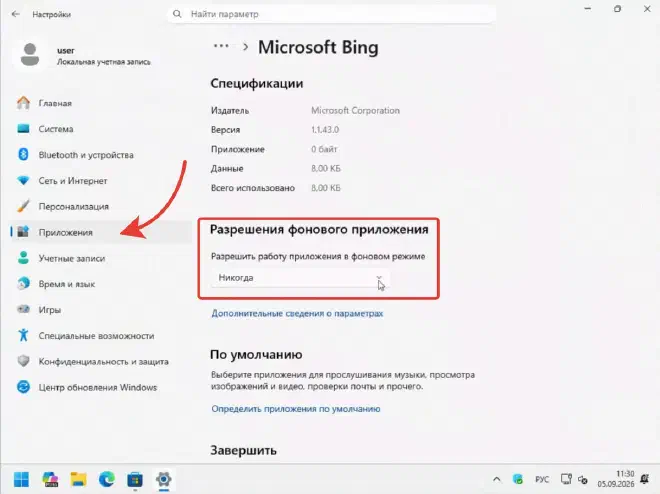 Настройки
Найти параметр
user
Локальная учетная запись
Главная
Система
Bluetooth и устройства
Сеть и Интернет
Персонализация
Приложения
Учетные записи
Время и язык
Игры
Специальные возможности
Конфиденциальность и защита
Центр обновления Windows
... > Microsoft Bing
Спецификации
Издатель Microsoft Corporation
Версия 1.1.43.0
Приложение 0 байт
Данные 8,00 КБ
Всего использовано 8,00 КБ
Разрешения фонового приложения
Разрешить работу приложения в фоновом режиме
Никогда
Дополнительные сведения о параметрах
По умолчанию
Выберите приложения для прослушивания музыки, просмотра
изображений и видео, проверки почты и прочего.
Определить приложения по умолчанию
Завершить
РУС
11:30
05.09.2026